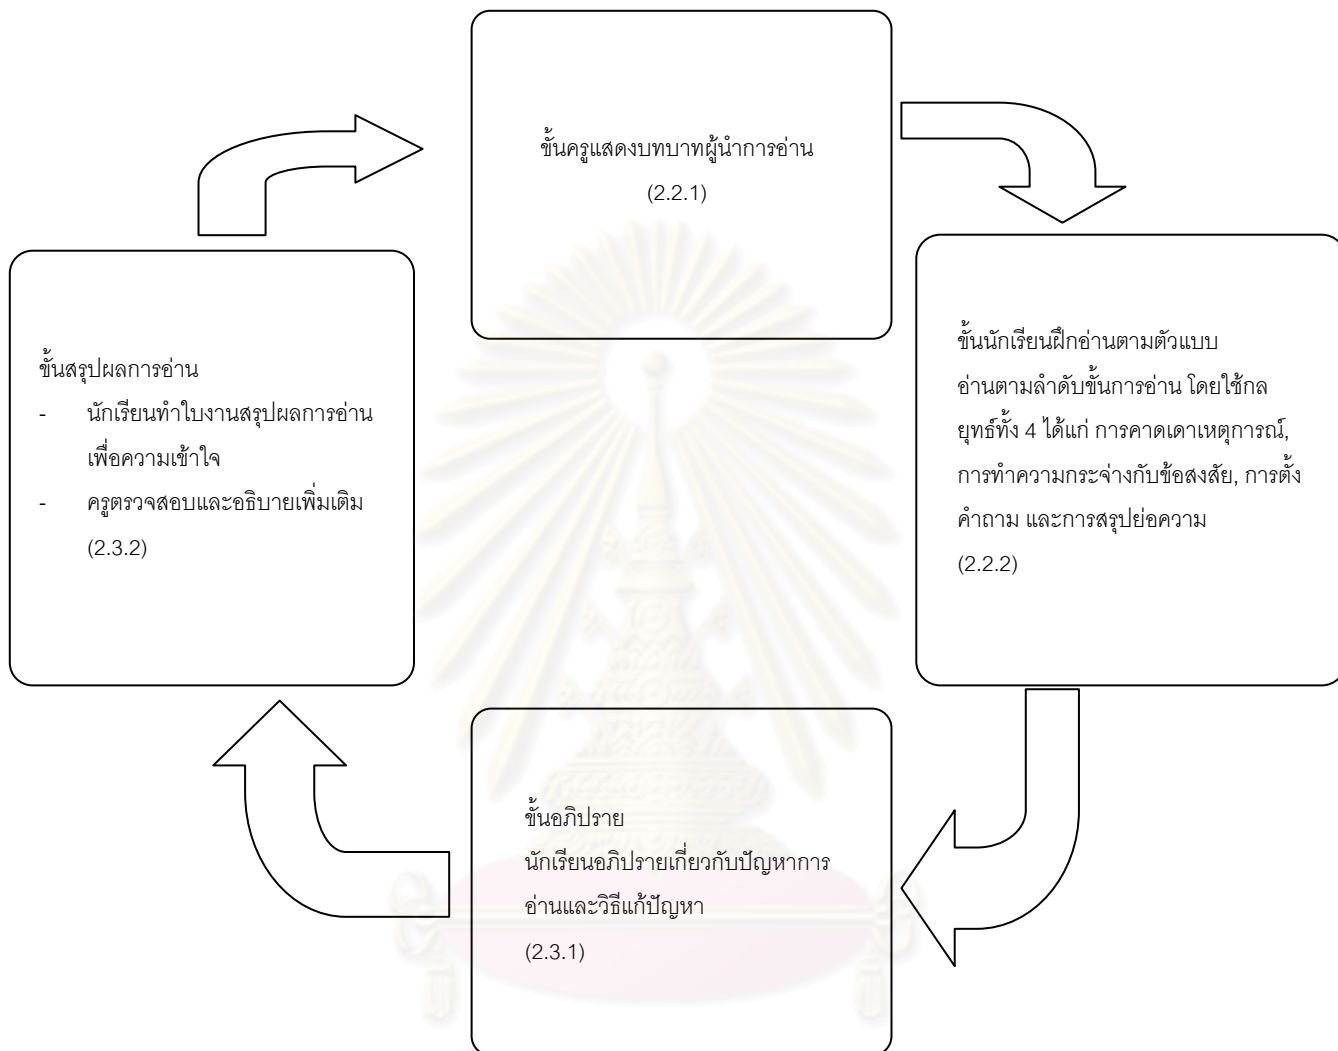 ขั้นครูแสดงบทบาทผู้นำการอ่าน
(2.2.1)
ขั้นนักเรียนฝึกอ่านตามตัวแบบ
อ่านตามลำดับขั้นการอ่าน โดยใช้กล
ยุทธ์ทั้ง 4 ได้แก่ การคาดเดาเหตุการณ์,
การทำความกระจ่างกับข้อสงสัย, การตั้ง
คำถาม และการสรุปย่อความ
(2.2.2)
ขั้นอภิปราย
นักเรียนอภิปรายเกี่ยวกับปัญหาการ
อ่านและวิธีแก้ปัญหา
(2.3.1)
ขั้นสรุปผลการอ่าน
- นักเรียนทำใบงานสรุปผลการอ่าน
เพื่อความเข้าใจ
- ครูตรวจสอบและอธิบายเพิ่มเติม
(2.3.2)